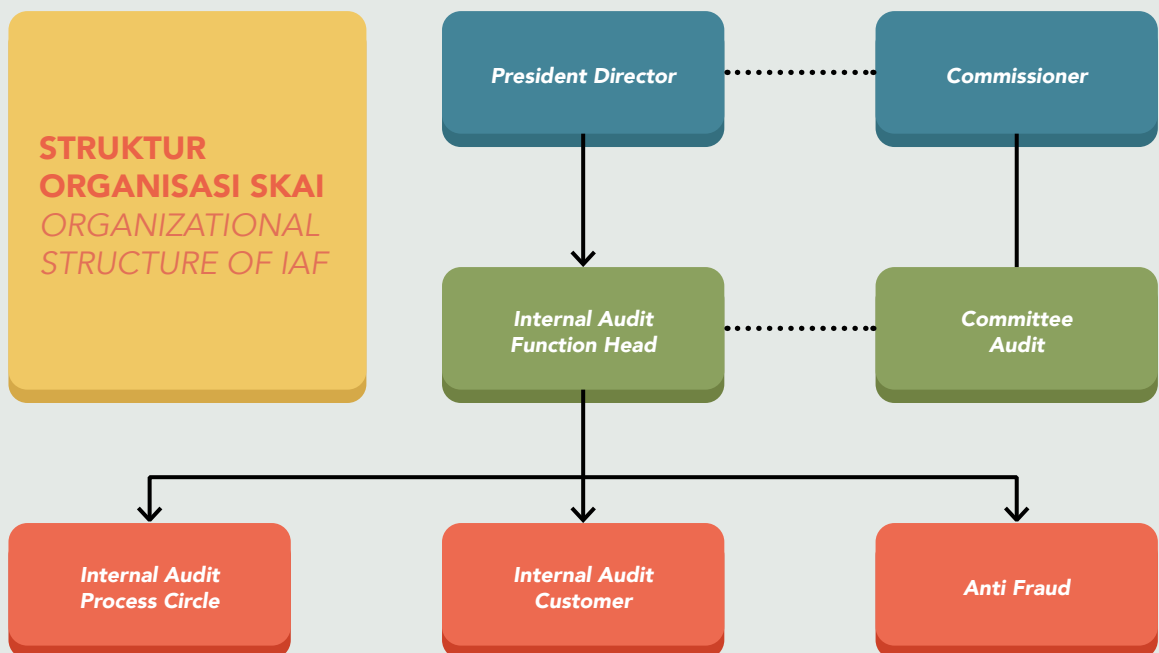 STRUKTUR
ORGANISASI SKAI
ORGANIZATIONAL
STRUCTURE OF IAF
President Director
Commissioner
Internal Audit
Function Head
Committee
Audit
Internal Audit
Process Circle
Internal Audit
Customer
Anti Fraud